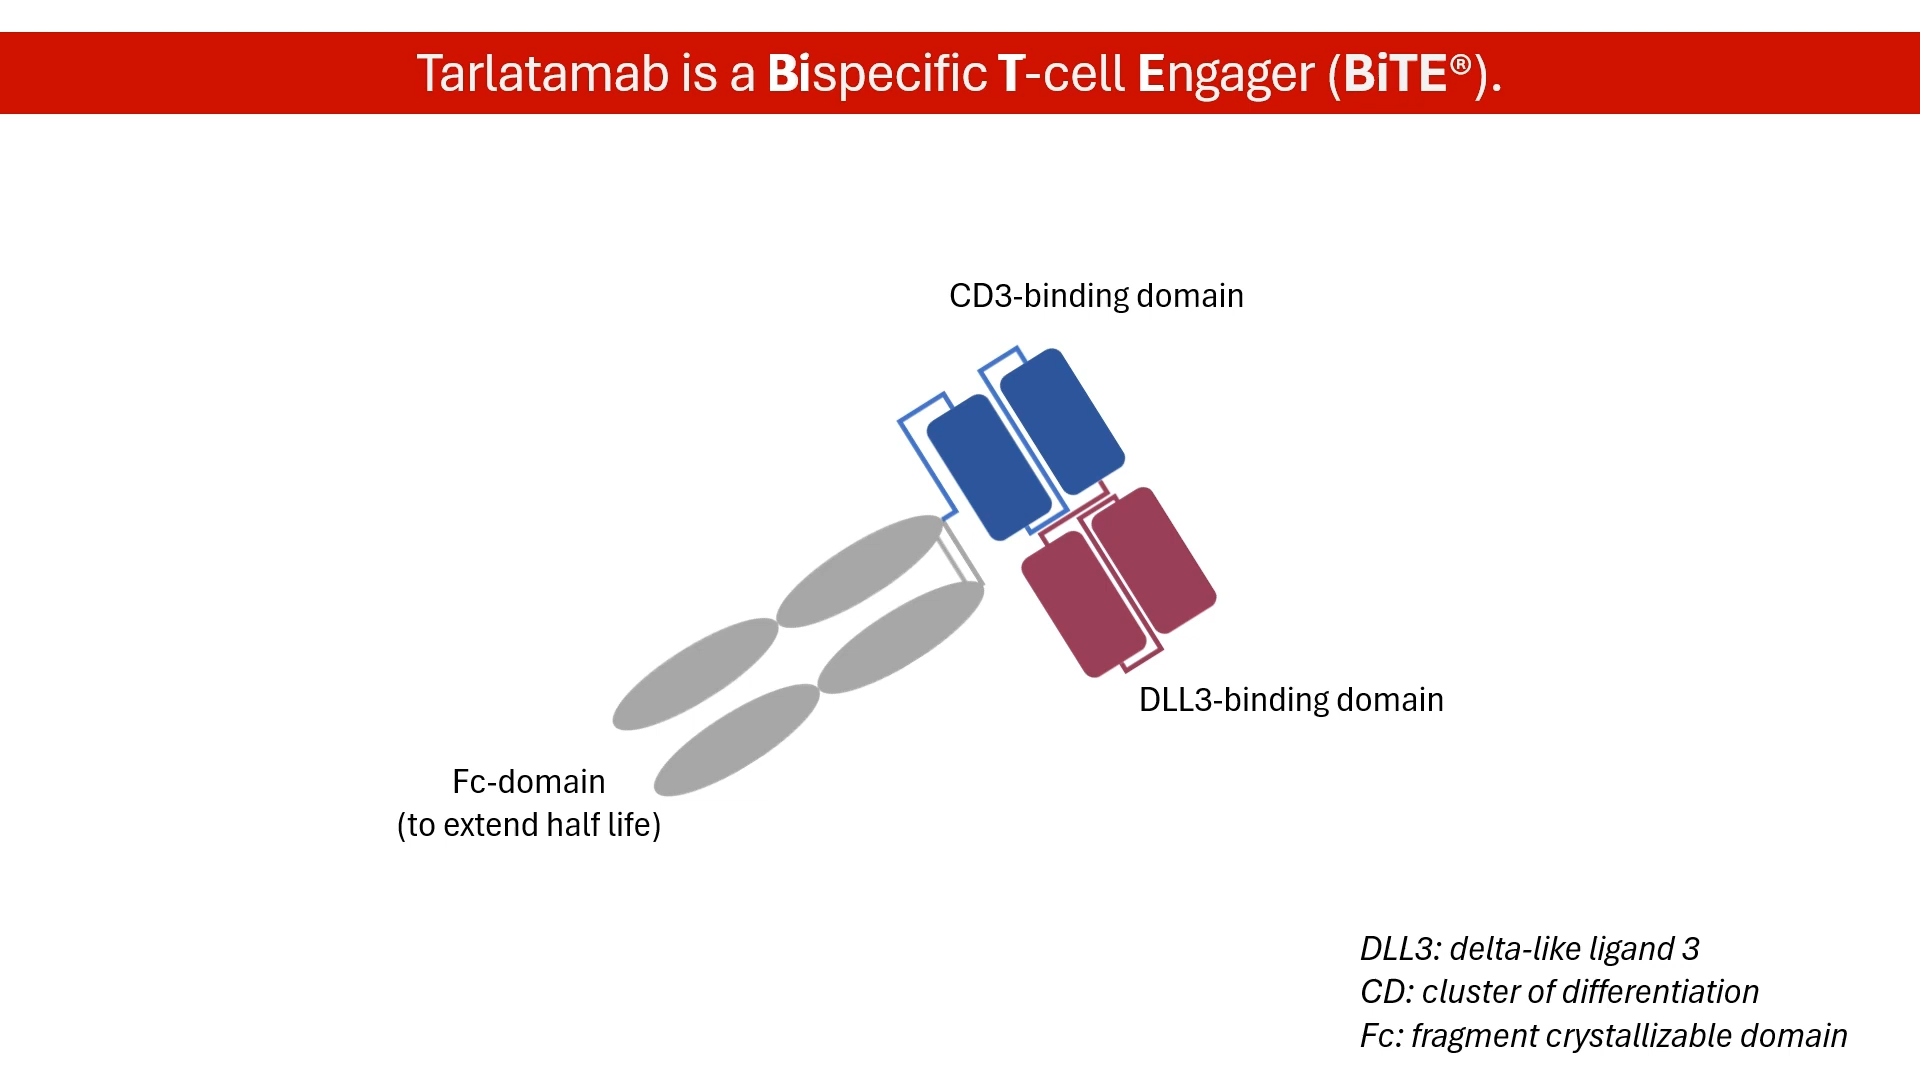 Tarlatamab is a Bispecific T-cell Engager (BiTE®).
CD3-binding domain
DLL3-binding domain
Fc-domain
(to extend half life)
DLL3: delta-like ligand 3
CD: cluster of differentiation
Fc: fragment crystallizable domain